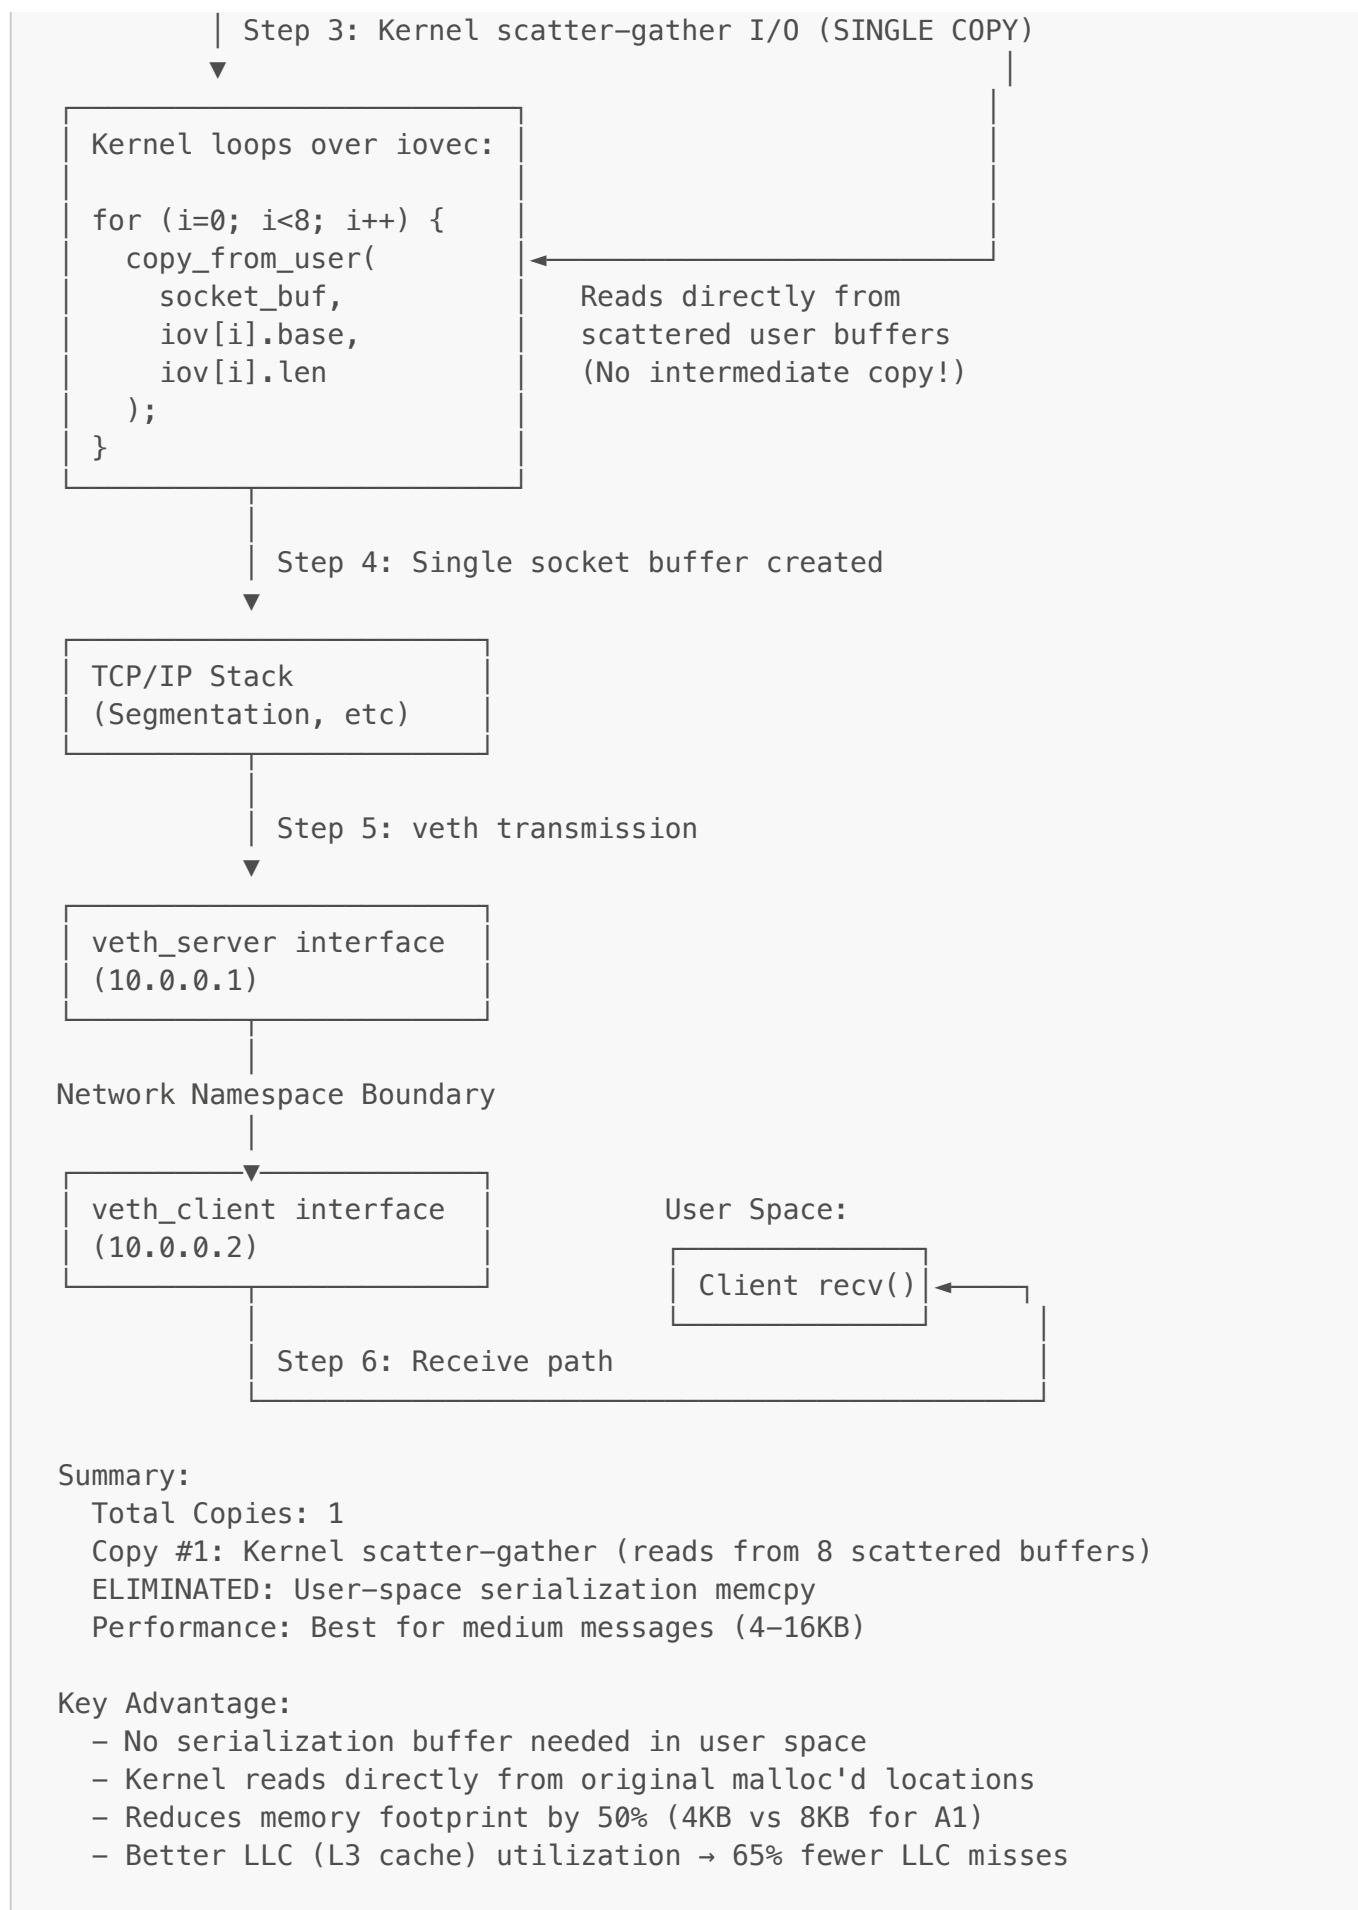 Step 3: Kernel scatter-gather I/O (SINGLE COPY)
Kernel loops over iovec:
for (i=0; i<8; i++) {
copy_from_user(
socket_buf,
Reads directly from
iov[i].base,
scattered user buffers
iov[i].len
(No intermediate copy!)
);
}
Step 4: Single socket buffer created
TCP/IP Stack
(Segmentation, etc)
Step 5: veth transmission
veth_server interface
(10.0.0.1)
Network Namespace Boundary
veth_client interface
User Space:
(10.0.0.2)
Client recv()
Step 6: Receive path
Summary:
Total Copies: 1
Copy #1: Kernel scatter-gather (reads from 8 scattered buffers)
ELIMINATED: User-space serialization memcpy
Performance: Best for medium messages (4-16KB)
Key Advantage:
- No serialization buffer needed in user space
- Kernel reads directly from original malloc'd locations
- Reduces memory footprint by 50% (4KB vs 8KB for A1)
- Better LLC (L3 cache) utilization → 65% fewer LLC misses